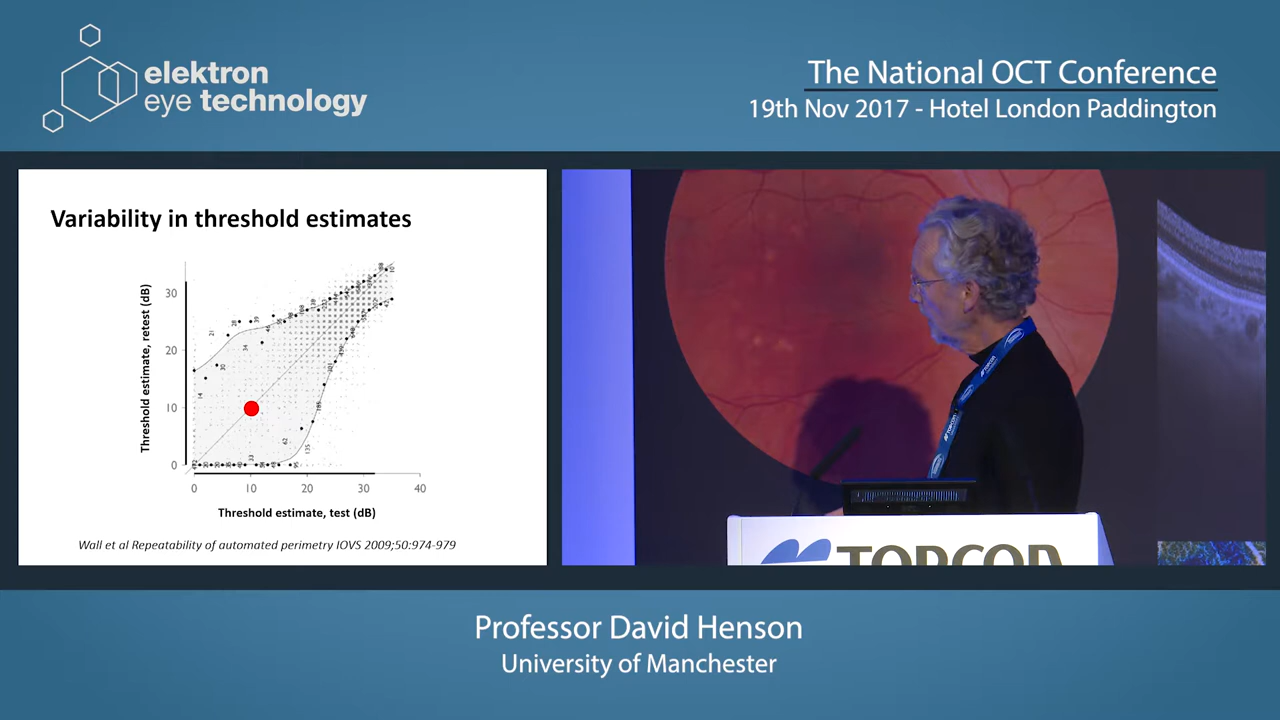 elektron
eye technology
The National OCT Conference
19th Nov 2017 - Hotel London Paddington
Variability in threshold estimates
Threshold estimate, retest (dB)
30
20
10
0
0 10 20 30 40
Threshold estimate, test (dB)
Wall et al Repeatability of automated perimetry IOVS 2009;50:974-979
TOPCON
TOPCON
TOPCON
Professor David Henson
University of Manchester